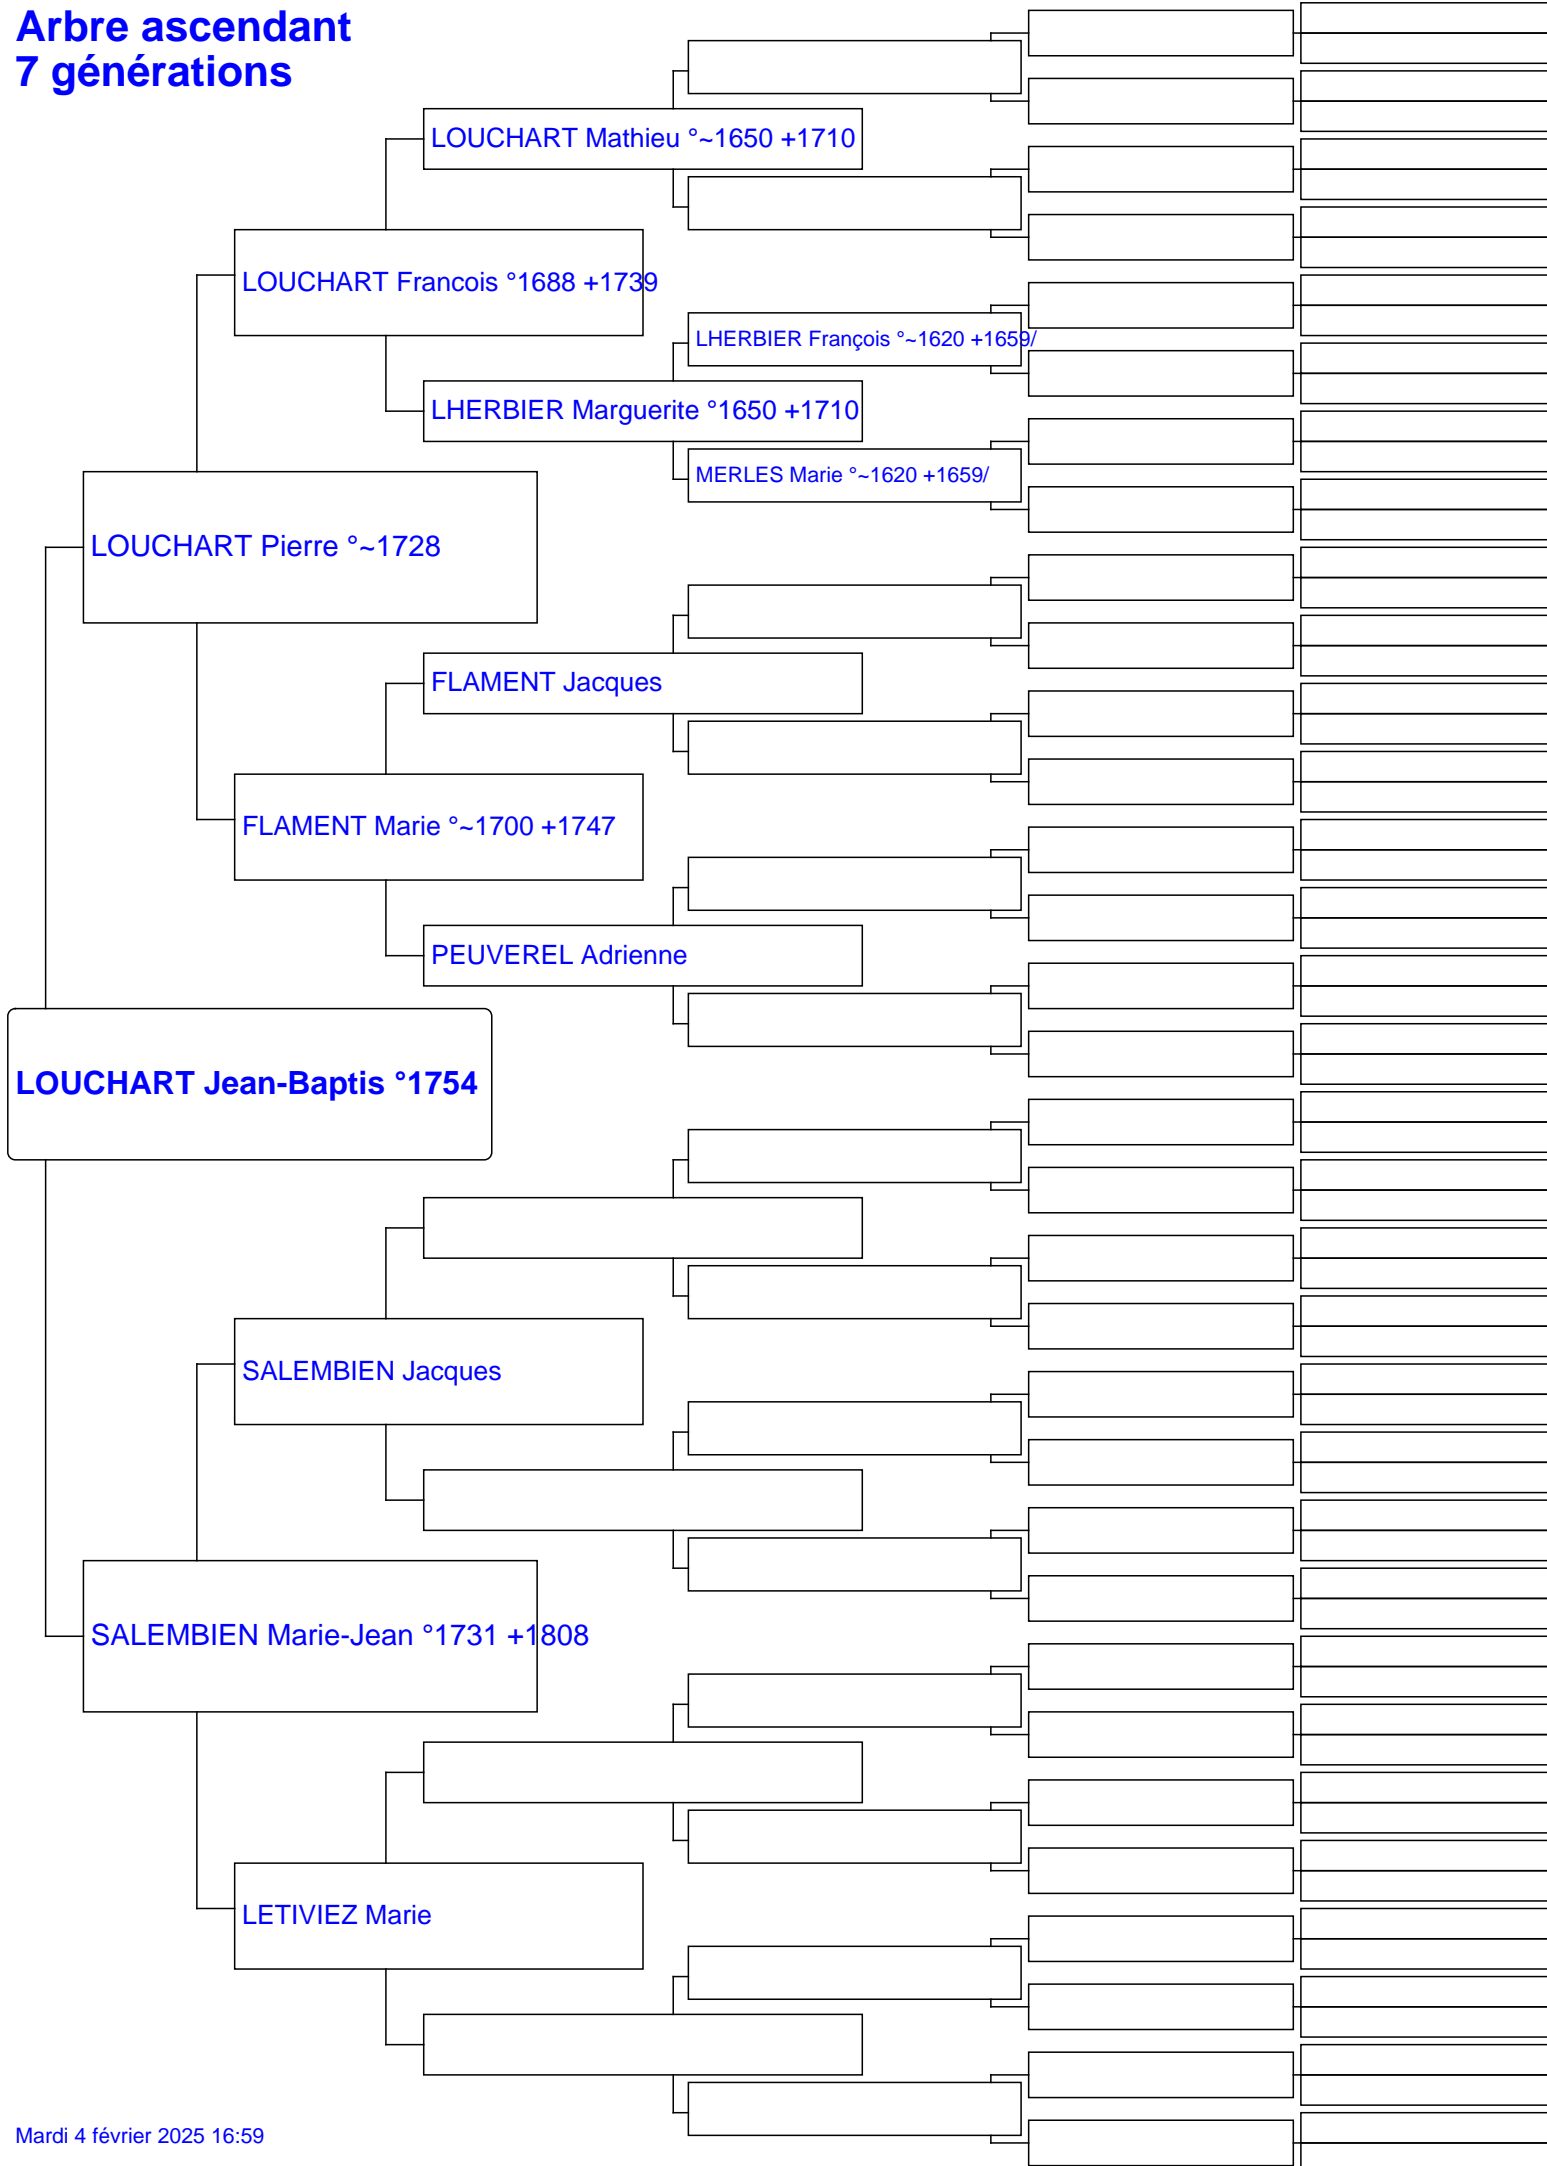 Arbre ascendant
7 générations
LOUCHART Mathieu °~1650 +1710
LOUCHART Francois °1688 +1739
LHERBIER François °~1620 +1659/
LHERBIER Marguerite °1650 +1710
MERLES Marie °~1620 +1659/
LOUCHART Pierre °~1728
FLAMENT Jacques
FLAMENT Marie °~1700 +1747
PEUVEREL Adrienne
LOUCHART Jean-Baptis °1754
SALEMBIEN Jacques
SALEMBIEN Marie-Jean °1731 +1808
LETIVIEZ Marie
Mardi 4 février 2025 16:59